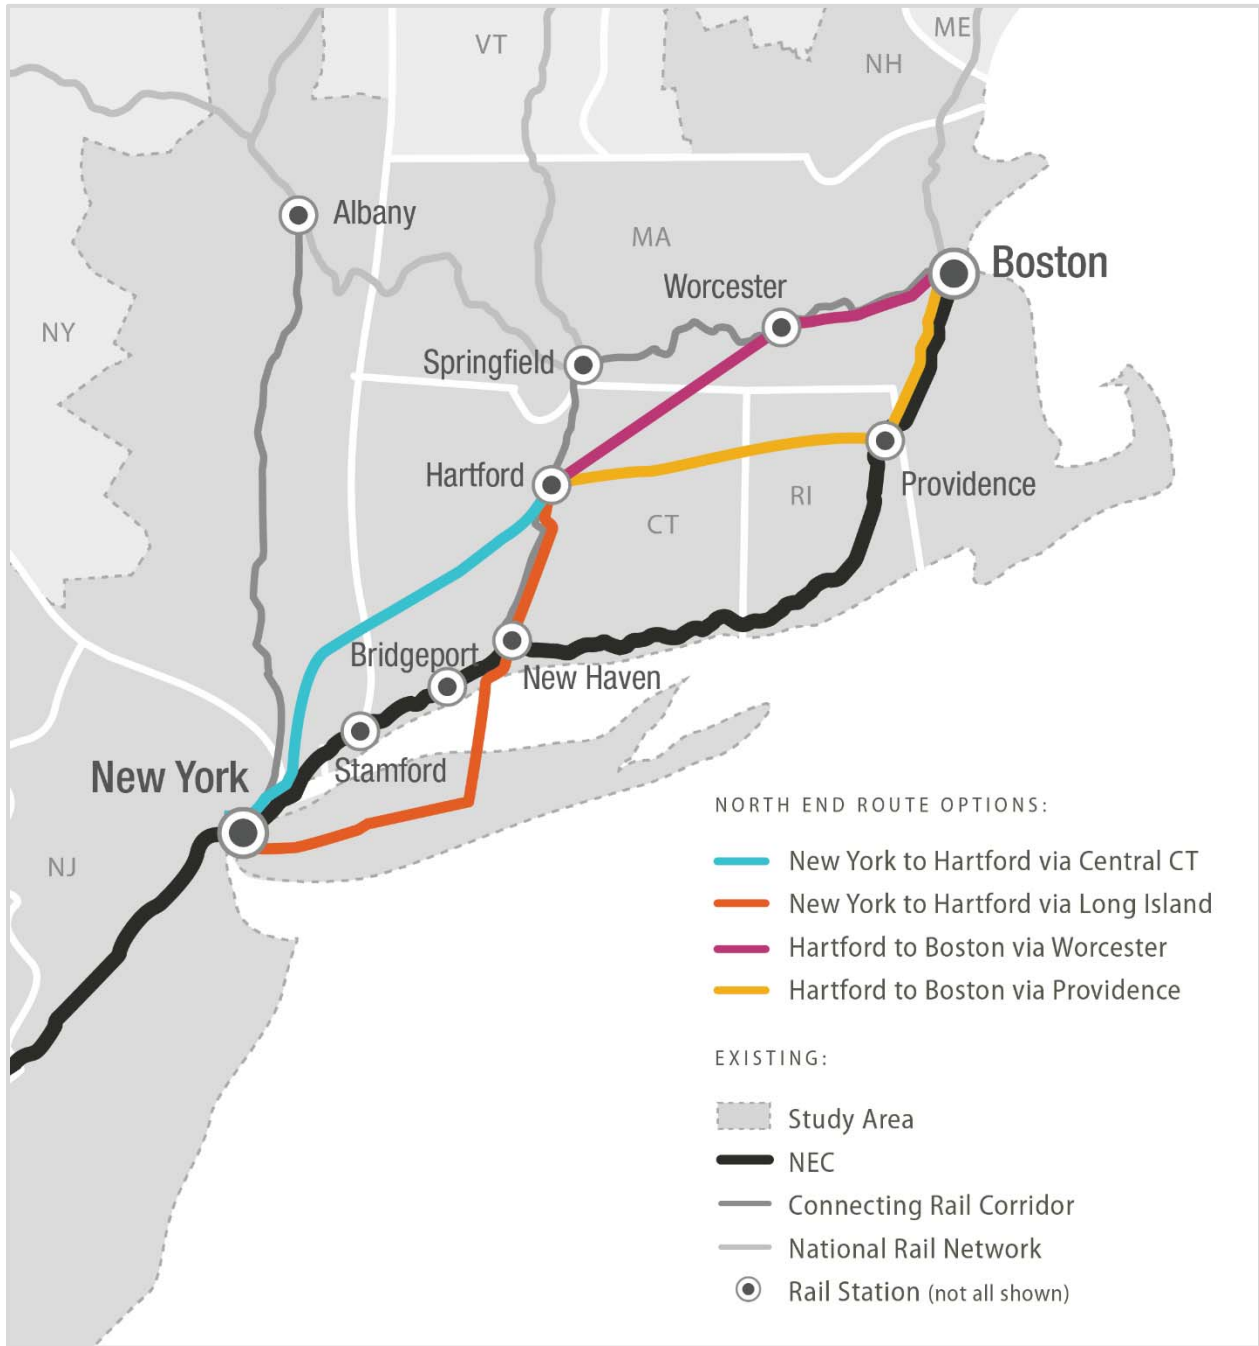 ME
VT
NH
Albany
MA
Boston
Worcester
NY
Springfield
Hartford
Providence
RI
CT
Bridgeport
New Haven
Stamford
New York
NJ
NORTH END ROUTE OPTIONS:
New York to Hartford via Central CT
New York to Hartford via Long Island
Hartford to Boston via Worcester
Hartford to Boston via Providence
EXISTING:
Study Area
NEC
Connecting Rail Corridor
National Rail Network
Rail Station (not all shown)